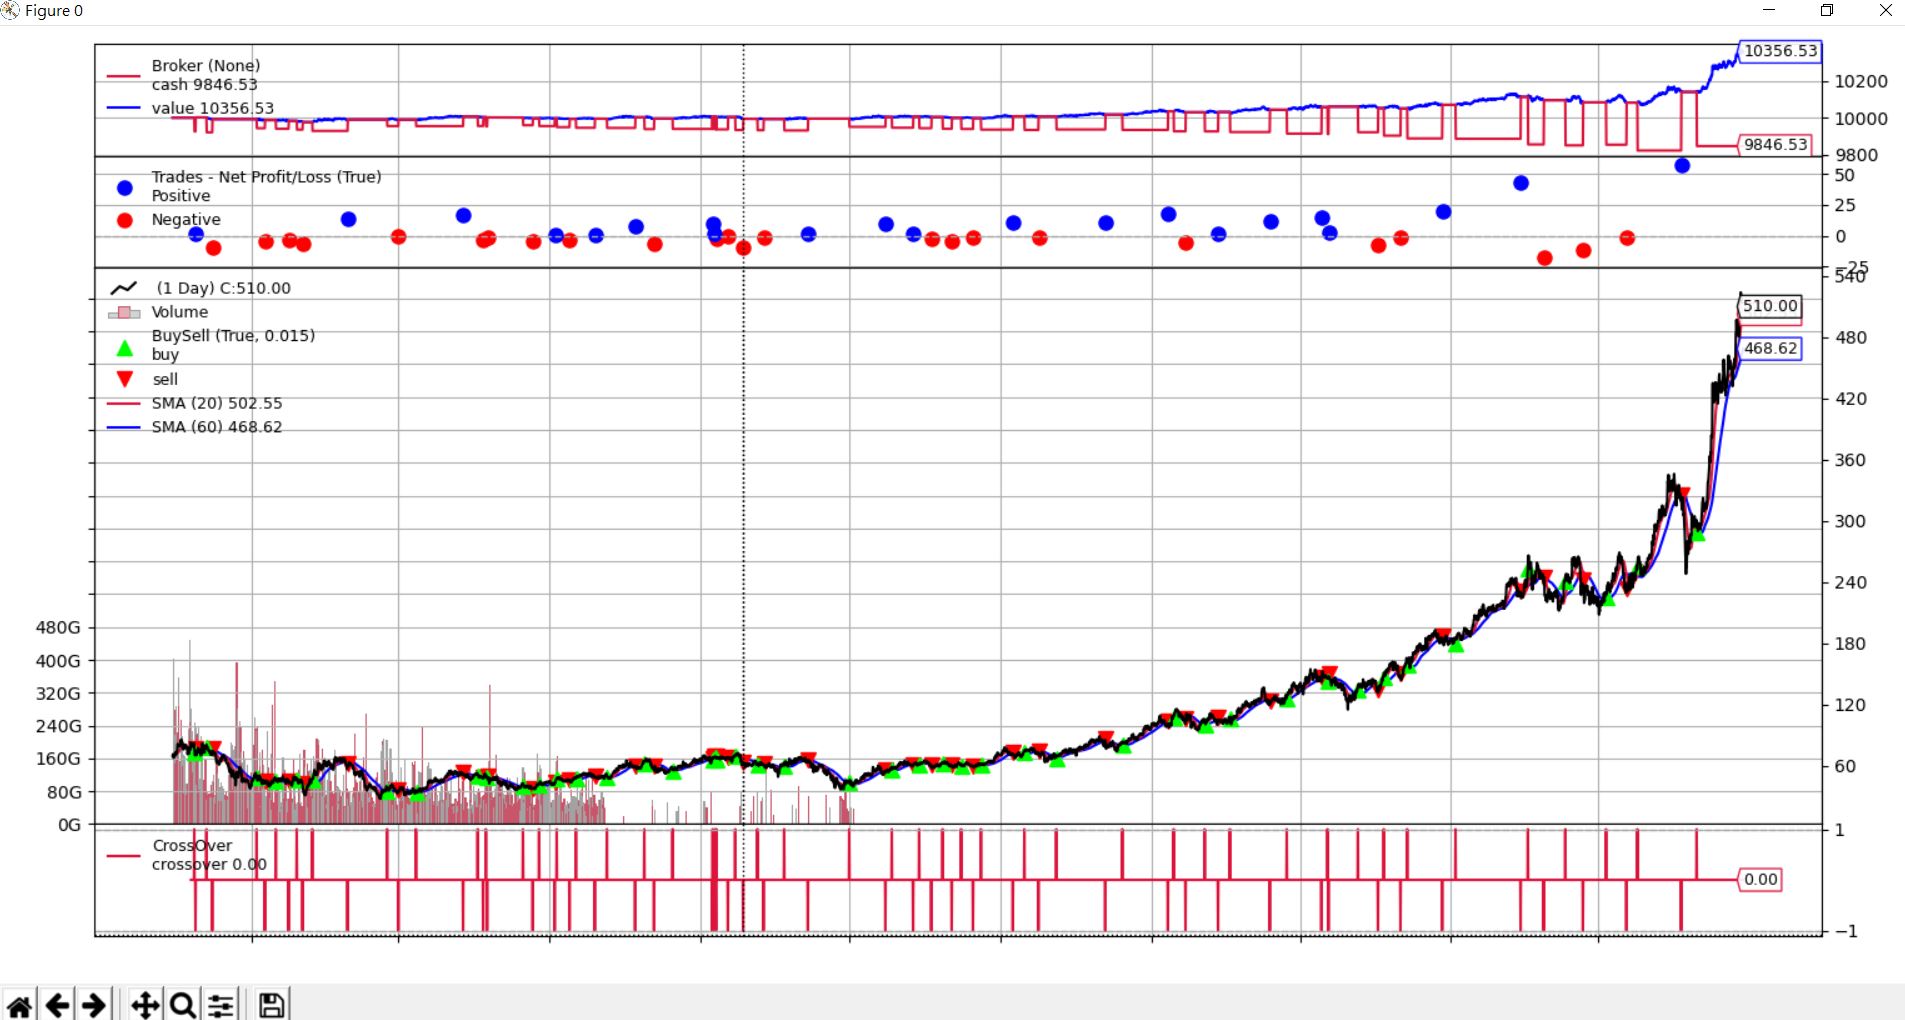 Figure 0
Broker (None)
cash 9846.53
value 10356.53
10356.53
10200
10000
9846.53
9800
Trades - Net Profit/Loss (True)
Positive
Negative
50
25
0
−25
(1 Day) C:510.00
Volume
BuySell (True, 0.015)
buy
sell
SMA (20) 502.55
SMA (60) 468.62
540
510.00
480
468.62
420
360
300
240
180
120
60
480G
400G
320G
240G
160G
80G
0G
CrossOver
crossover 0.00
1
0.00
−1